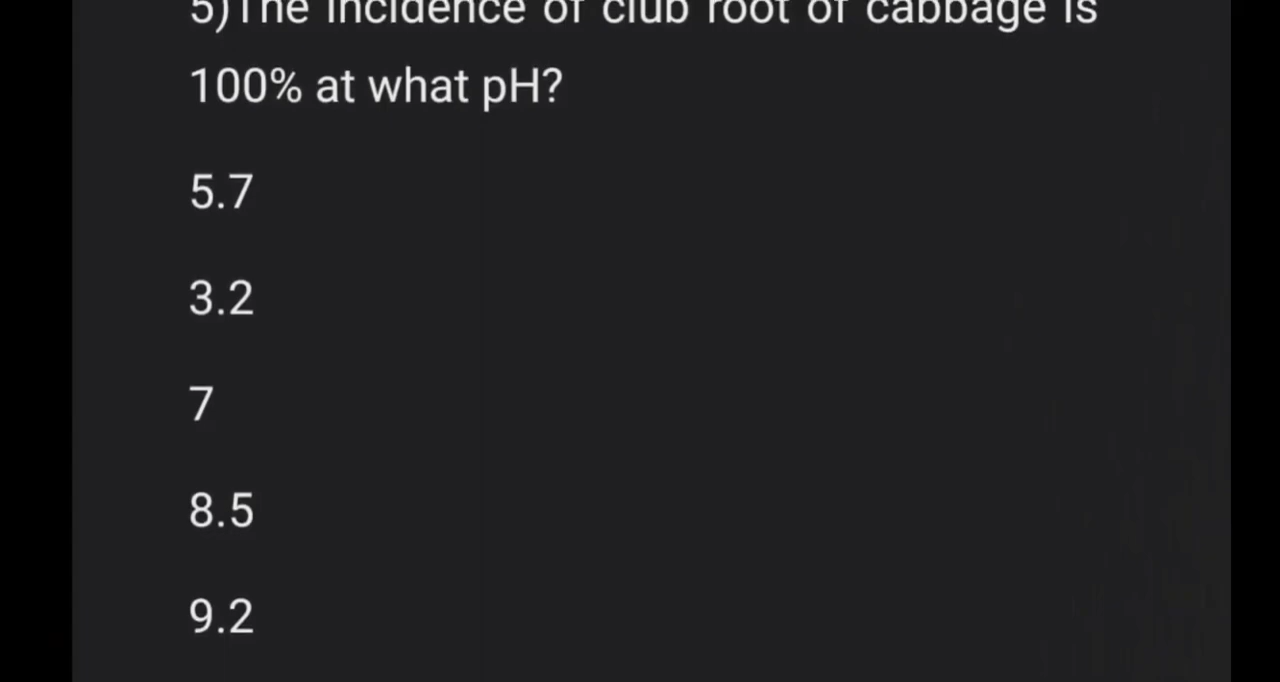 5)The incidence of club root of cabbage is
100% at what pH?
5.7
3.2
7
8.5
9.2